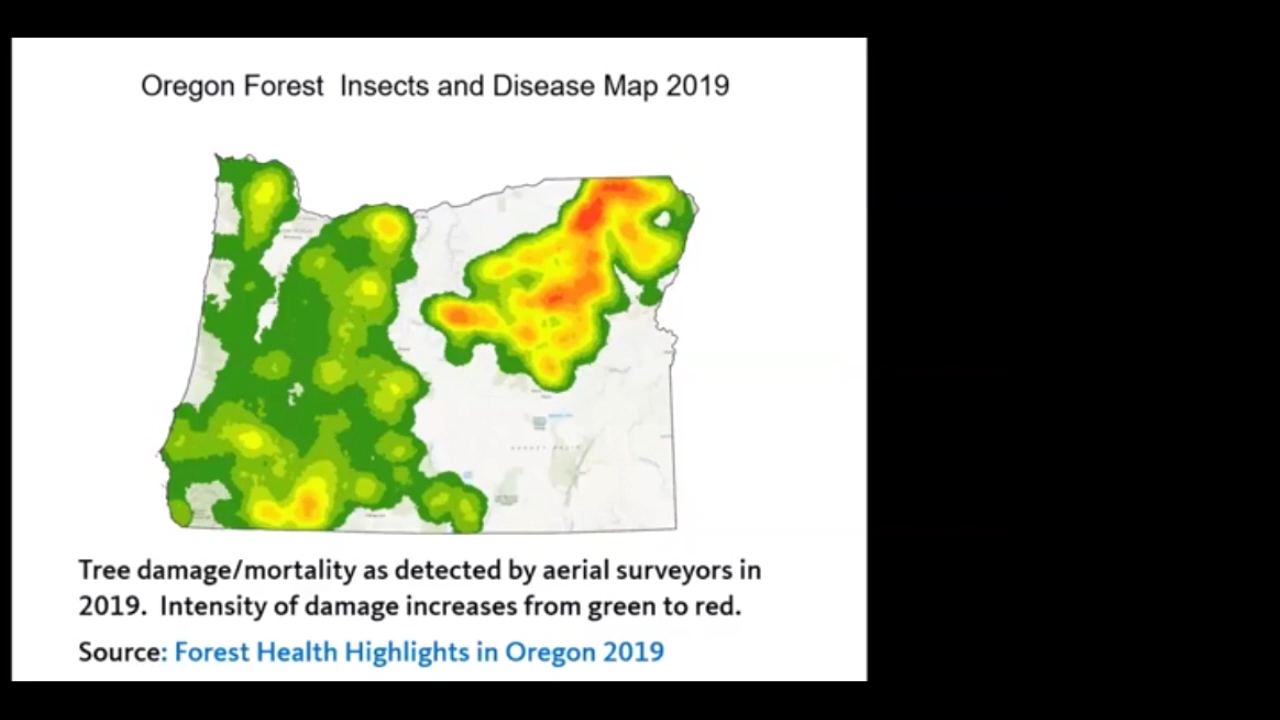 Oregon Forest  Insects and Disease Map 2019
Tree damage/mortality as detected by aerial surveyors in
2019.  Intensity of damage increases from green to red.
Source: Forest Health Highlights in Oregon 2019